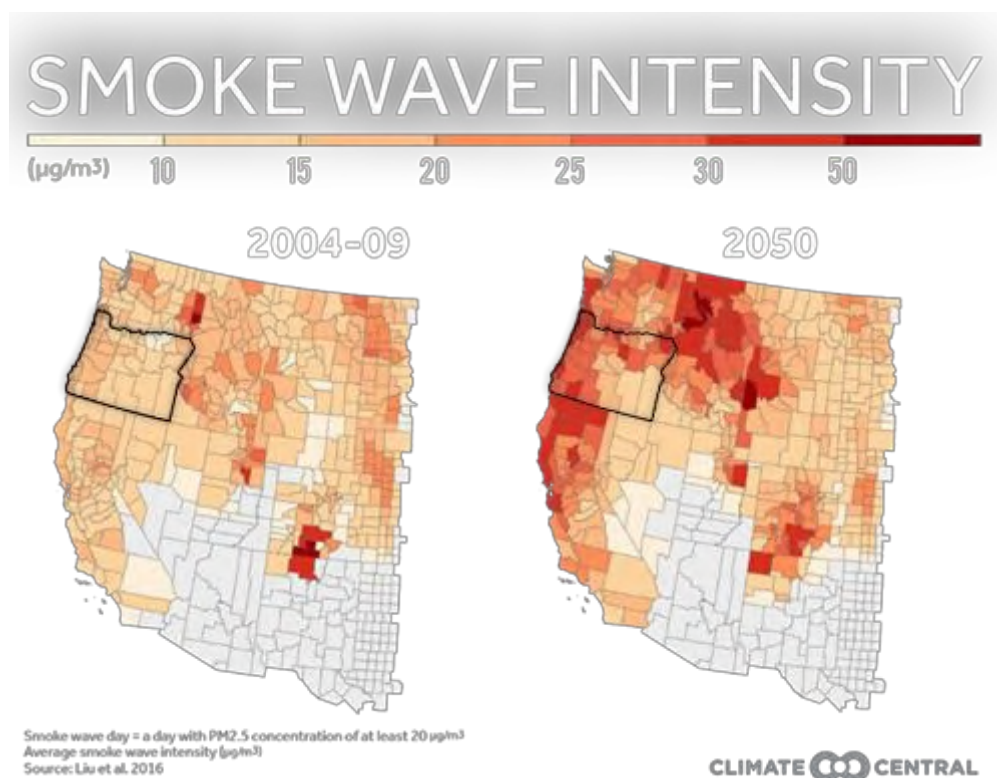 SMOKE WAVE INTENSITY
(µg/m3) 10 15 20 25 30 50
2004-09 2050
Smoke wave day = a day with PM2.5 concentration of at least 20 µg/m3
Average smoke wave intensity (µg/m3)
Source: Liu et al. 2016
CLIMATE CENTRAL